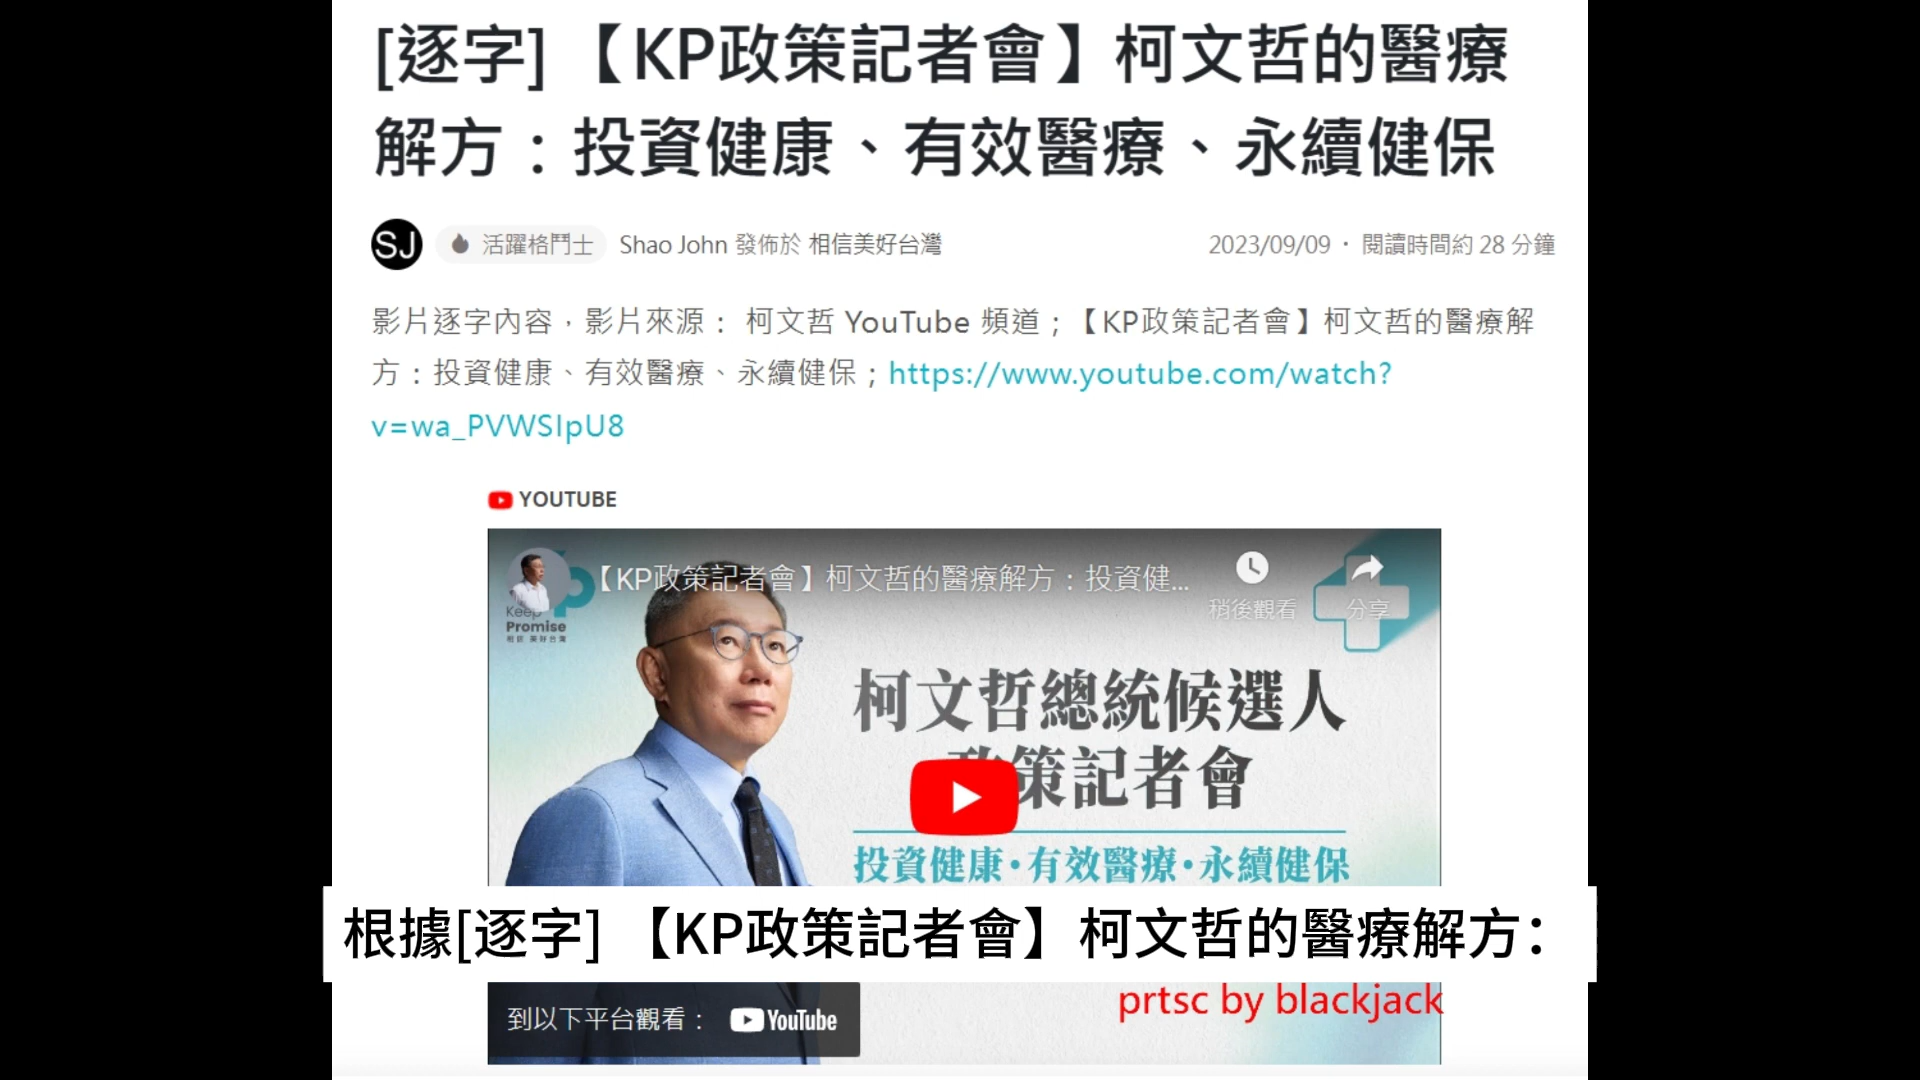 [逐字] 【KP政策記者會】柯文哲的醫療
解方：投資健康、有效醫療、永續健保
SJ 活躍格鬥士 Shao John 發佈於 相信美好台灣 2023/09/09 · 閱讀時間約 28 分鐘
影片逐字內容，影片來源： 柯文哲 YouTube 頻道；【KP政策記者會】柯文哲的醫療解
方：投資健康、有效醫療、永續健保；https://www.youtube.com/watch?
v=wa_PVWSIpU8
YOUTUBE
【KP政策記者會】柯文哲的醫療解方：投資健...
稍後觀看 分享
Keep
Promise
相信 美好台灣
柯文哲總統候選人
政策記者會
投資健康·有效醫療·永續健保
根據[逐字] 【KP政策記者會】柯文哲的醫療解方：
prtsc by blackjack
到以下平台觀看： YouTube